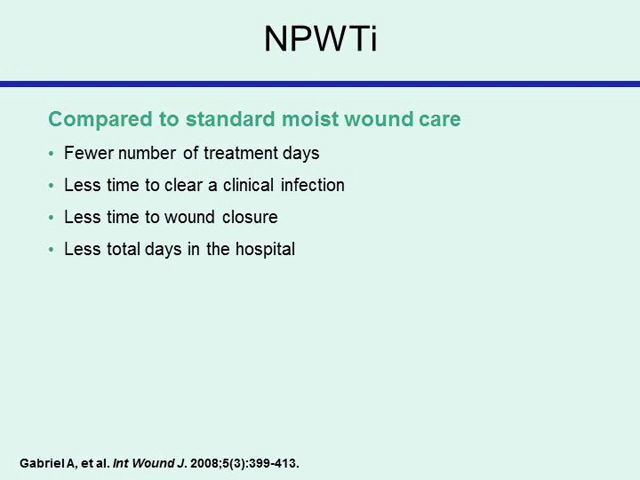 NPWTi
Compared to standard moist wound care
• Fewer number of treatment days
• Less time to clear a clinical infection
• Less time to wound closure
• Less total days in the hospital
Gabriel A, et al. Int Wound J. 2008;5(3):399-413.